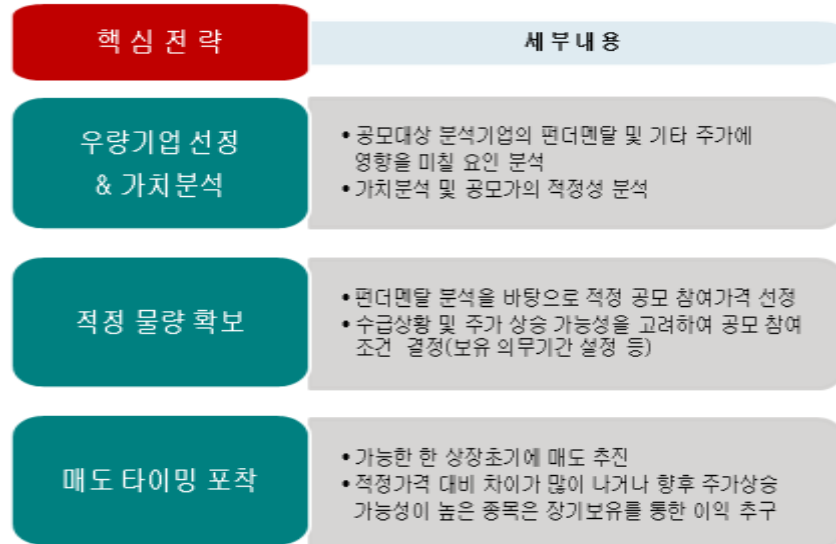 핵 심 전 략
세 부 내 용
우량기업 선정
& 가치분석
• 공모대상 분석기업의 펀더멘탈 및 기타 주가에
영향을 미칠 요인 분석
• 가치분석 및 공모가의 적정성 분석
적정 물량 확보
• 펀더멘탈 분석을 바탕으로 적정 공모 참여가격 선정
• 수급상황 및 주가 상승 가능성을 고려하여 공모 참여
조건 결정(보유 의무기간 설정 등)
매도 타이밍 포착
• 가능한 한 상장초기에 매도 추진
• 적정가격 대비 차이가 많이 나거나 향후 주가상승
가능성이 높은 종목은 장기보유를 통한 이익 추구